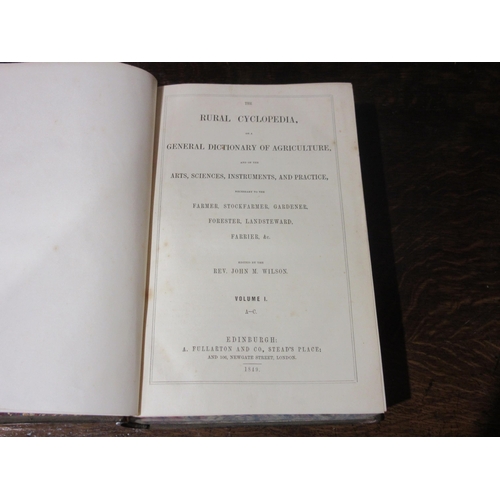 THE
RURAL CYCLOPEDIA,
OR A
GENERAL DICTIONARY OF AGRICULTURE,
AND OF THE
ARTS, SCIENCES, INSTRUMENTS, AND PRACTICE,
NECESSARY TO THE
FARMER, STOCKFARMER, GARDENER,
FORESTER, LANDSTEWARD,
FARRIER, &c.
EDITED BY THE
REV. JOHN M. WILSON.
VOLUME I.
A—C.
EDINBURGH:
A. FULLARTON AND CO, STEAD'S PLACE;
AND 106, NEWGATE STREET, LONDON.